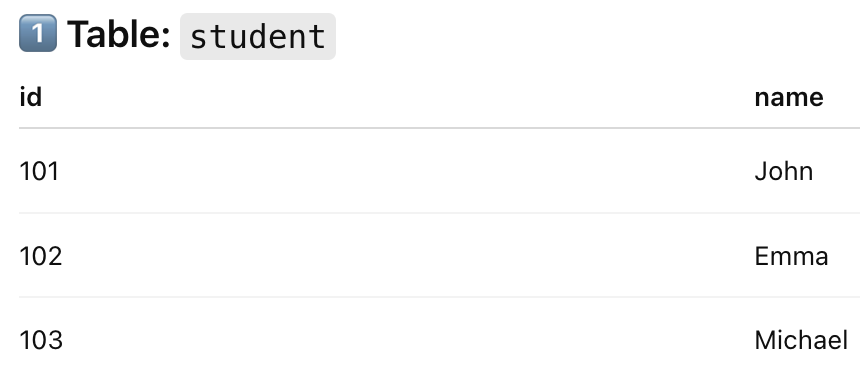 1 Table: student
id name
101 John
102 Emma
103 Michael